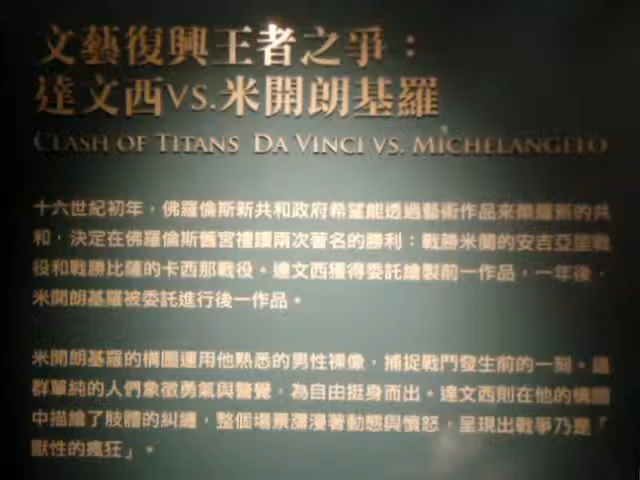 文藝復興王者之爭：
達文西VS.米開朗基羅
CLASH OF TITANS DA VINCI VS. MICHELANGELO
十六世紀初年，佛羅倫斯新共和政府希望能透過藝術作品來的共
和，決定在佛羅倫斯舊宮禮讚兩次著名的勝利：戰勝米蘭的安吉亞里戰
役和戰勝比薩的卡西那戰役。達文西獲得委託繪製前一作品，一年後，
米開朗基羅被委託進行後一作品。
米開朗基羅的構圖運用他熟悉的男性裸像，捕捉戰鬥發生前的一刻。這
群單純的人們象徵勇氣與警覺，為自由挺身而出。達文西則在他的構圖
中描繪了肢體的糾纏，整個場景瀰漫著動態與憤怒，呈現出戰爭乃是「
獸性的瘋狂」。